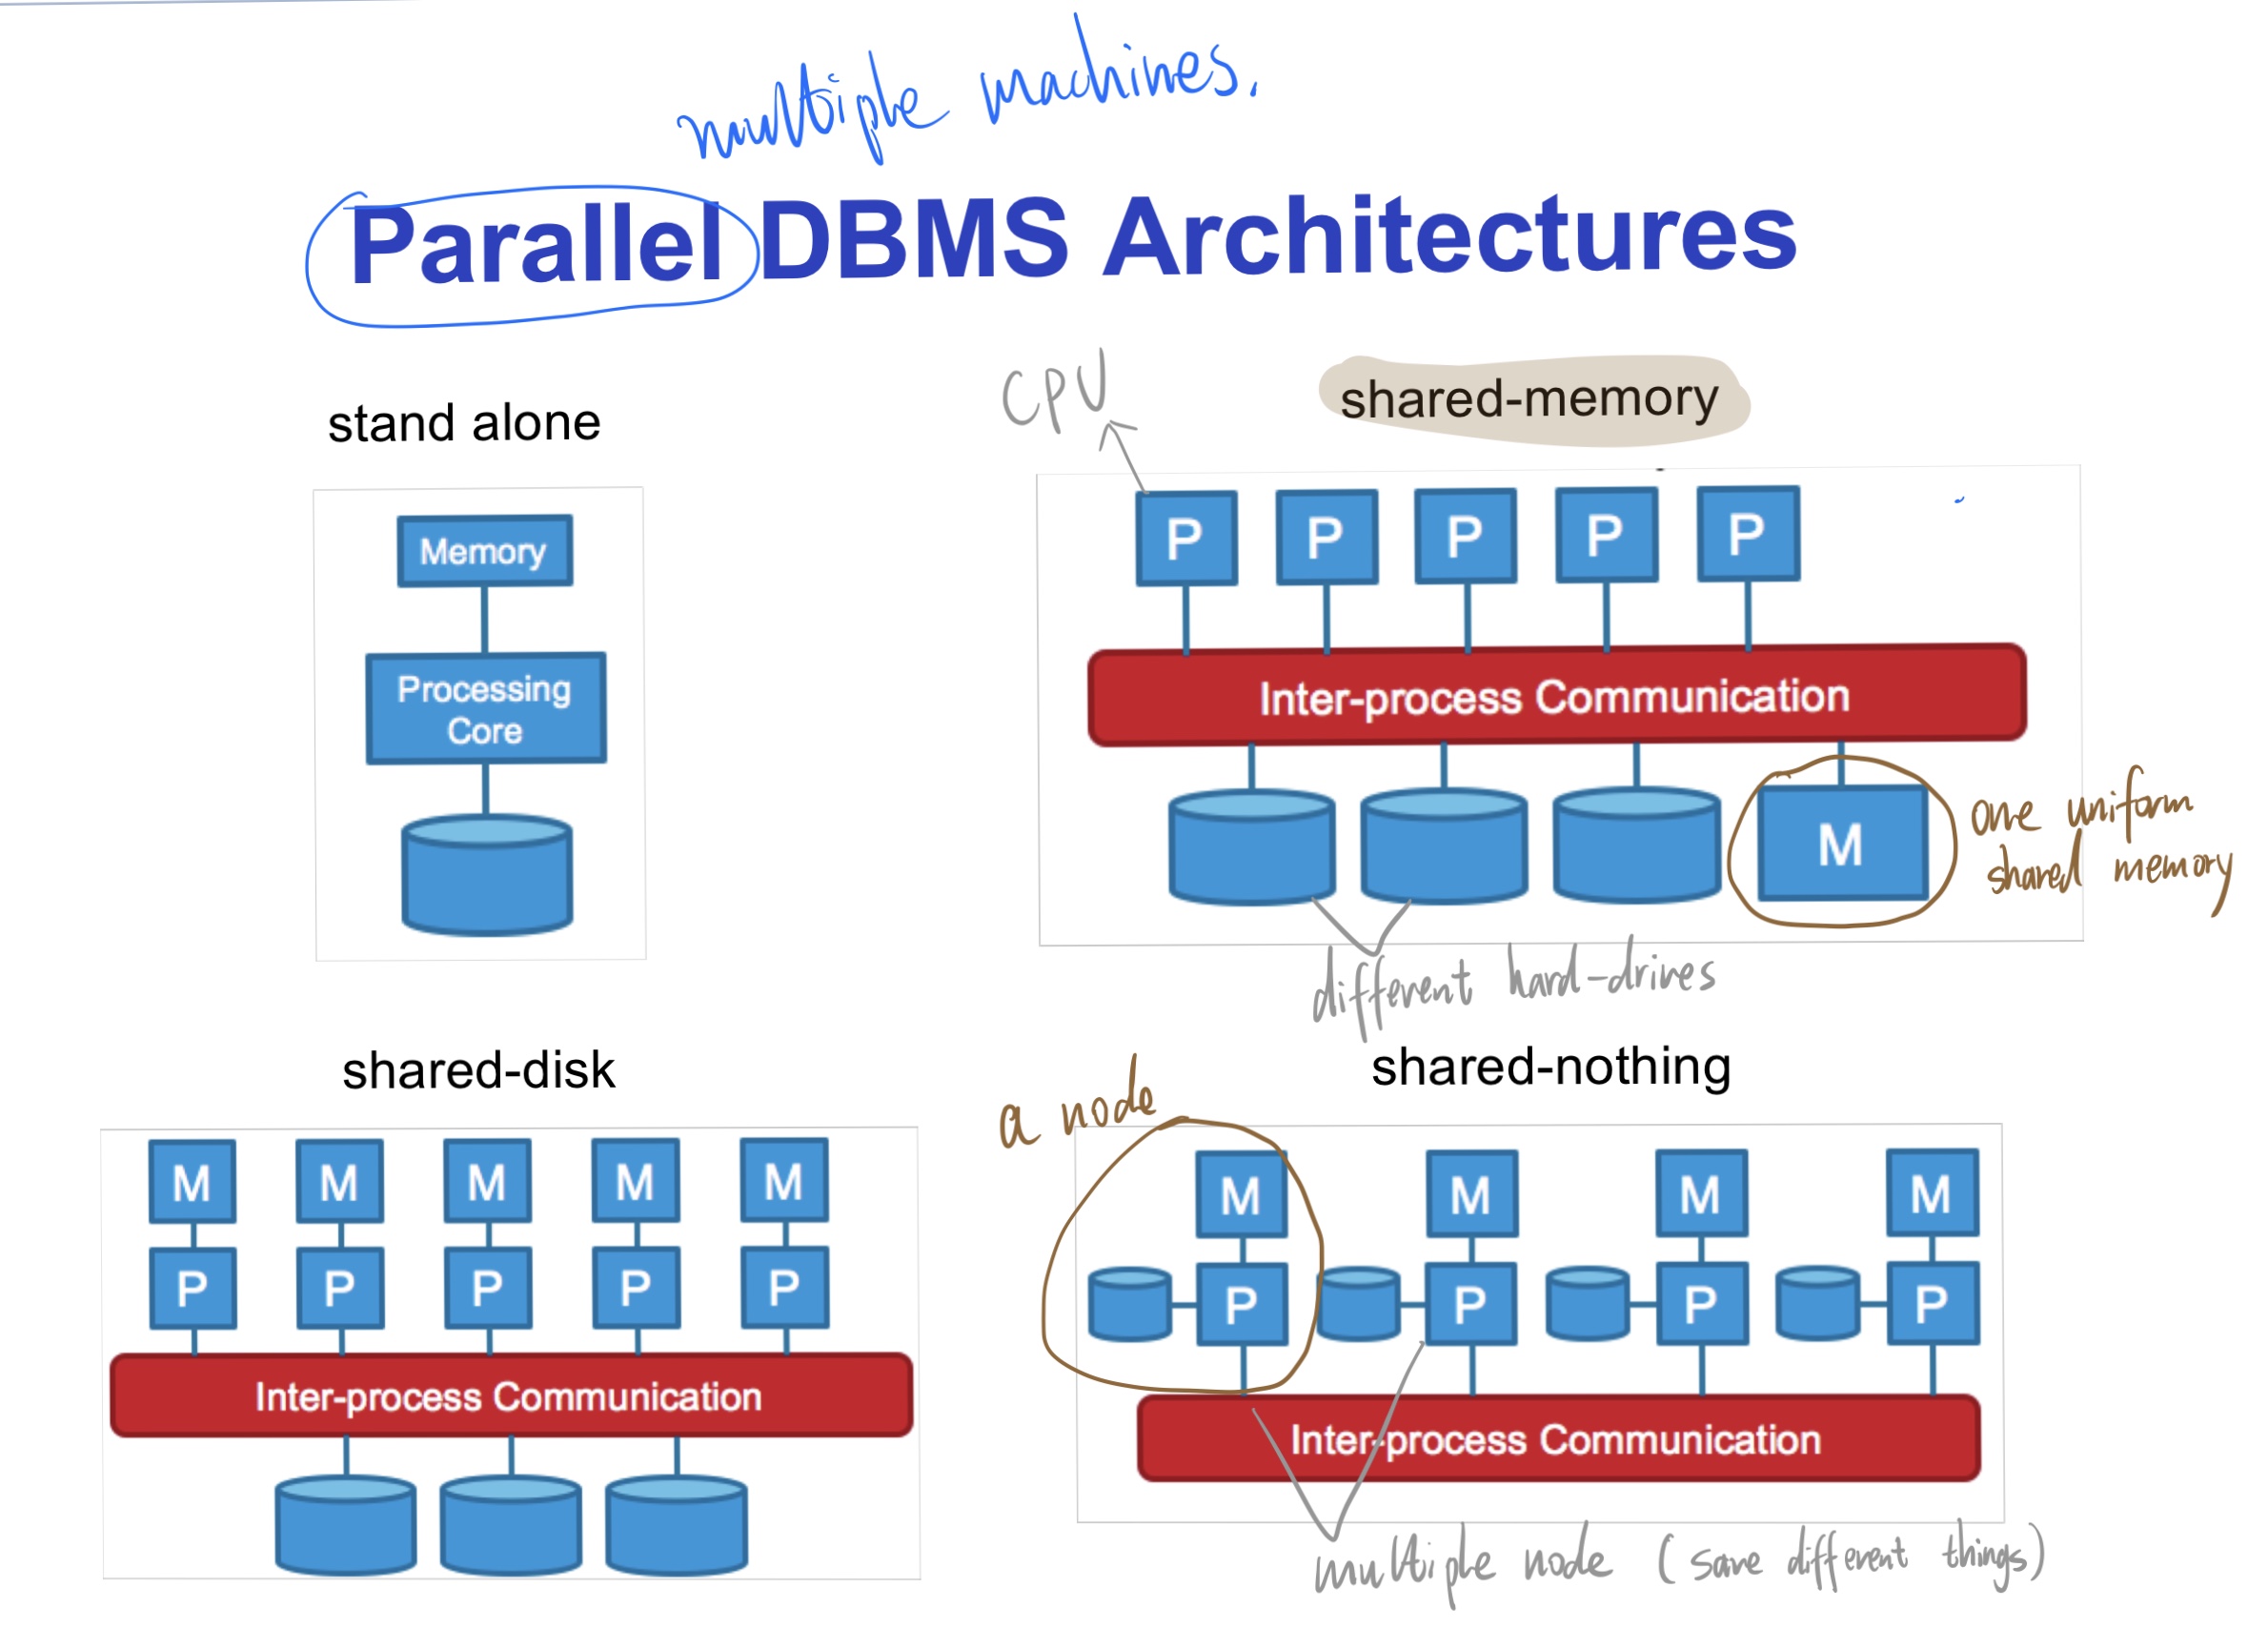 multiple machines.
Parallel DBMS Architectures
stand alone
Memory
Processing
Core
CPU
shared-memory
P P P P P
Inter-process Communication
M
one uniform
shared memory
different hard-drives
shared-disk
M M M M M
P P P P P
Inter-process Communication
shared-nothing
a node
M M M M
P P P P
Inter-process Communication
multiple node (save different things)